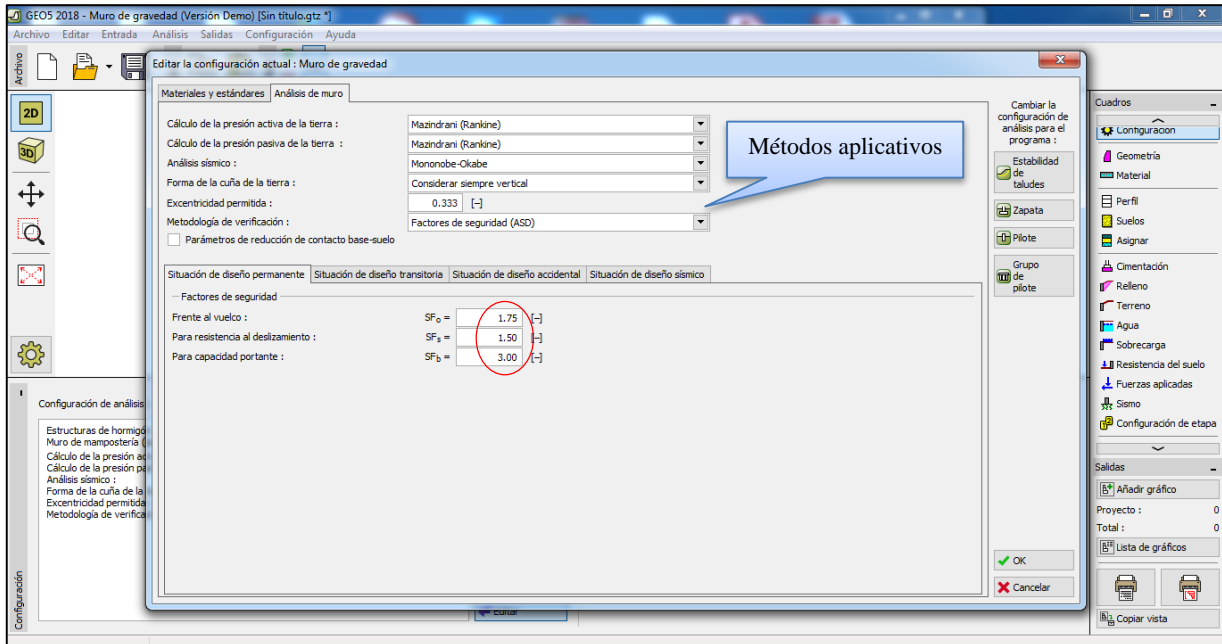 GEO5 2018 - Muro de gravedad (Versión Demo) [Sin título.gtz *]
Archivo Editar Entrada Análisis Salidas Configuración Ayuda
Archivo
Editar la configuración actual : Muro de gravedad
Materiales y estándares Análisis de muro
Cálculo de la presión activa de la tierra : Mazindrani (Rankine)
Cálculo de la presión pasiva de la tierra : Mazindrani (Rankine)
Análisis sísmico : Mononobe-Okabe
Forma de la cuña de la tierra : Considerar siempre vertical
Excentricidad permitida : 0.333 [-]
Metodología de verificación : Factores de seguridad (ASD)
Parámetros de reducción de contacto base-suelo
Métodos aplicativos
Situación de diseño permanente Situación de diseño transitoria Situación de diseño accidental Situación de diseño sísmico
Factores de seguridad
Frente al vuelco : SFo = 1.75 [-]
Para resistencia al deslizamiento : SFs = 1.50 [-]
Para capacidad portante : SFb = 3.00 [-]
Cambiar la
configuración de
análisis para el
programa :
Estabilidad
de
taludes
Zapata
Pilote
Grupo
de
pilote
OK
Cancelar
2D
3D
Configuración de análisis
Estructuras de hormigó
Muro de mampostería (
Cálculo de la presión ac
Cálculo de la presión pa
Análisis sísmico :
Forma de la cuña de la
Excentricidad permitida
Metodología de verifica
Configuración
Editar
Cuadros
Configuración
Geometría
Material
Perfil
Suelos
Asignar
Cimentación
Relleno
Terreno
Agua
Sobrecarga
Resistencia del suelo
Fuerzas aplicadas
Sismo
Configuración de etapa
Salidas
Añadir gráfico
Proyecto : 0
Total : 0
Lista de gráficos
Copiar vista